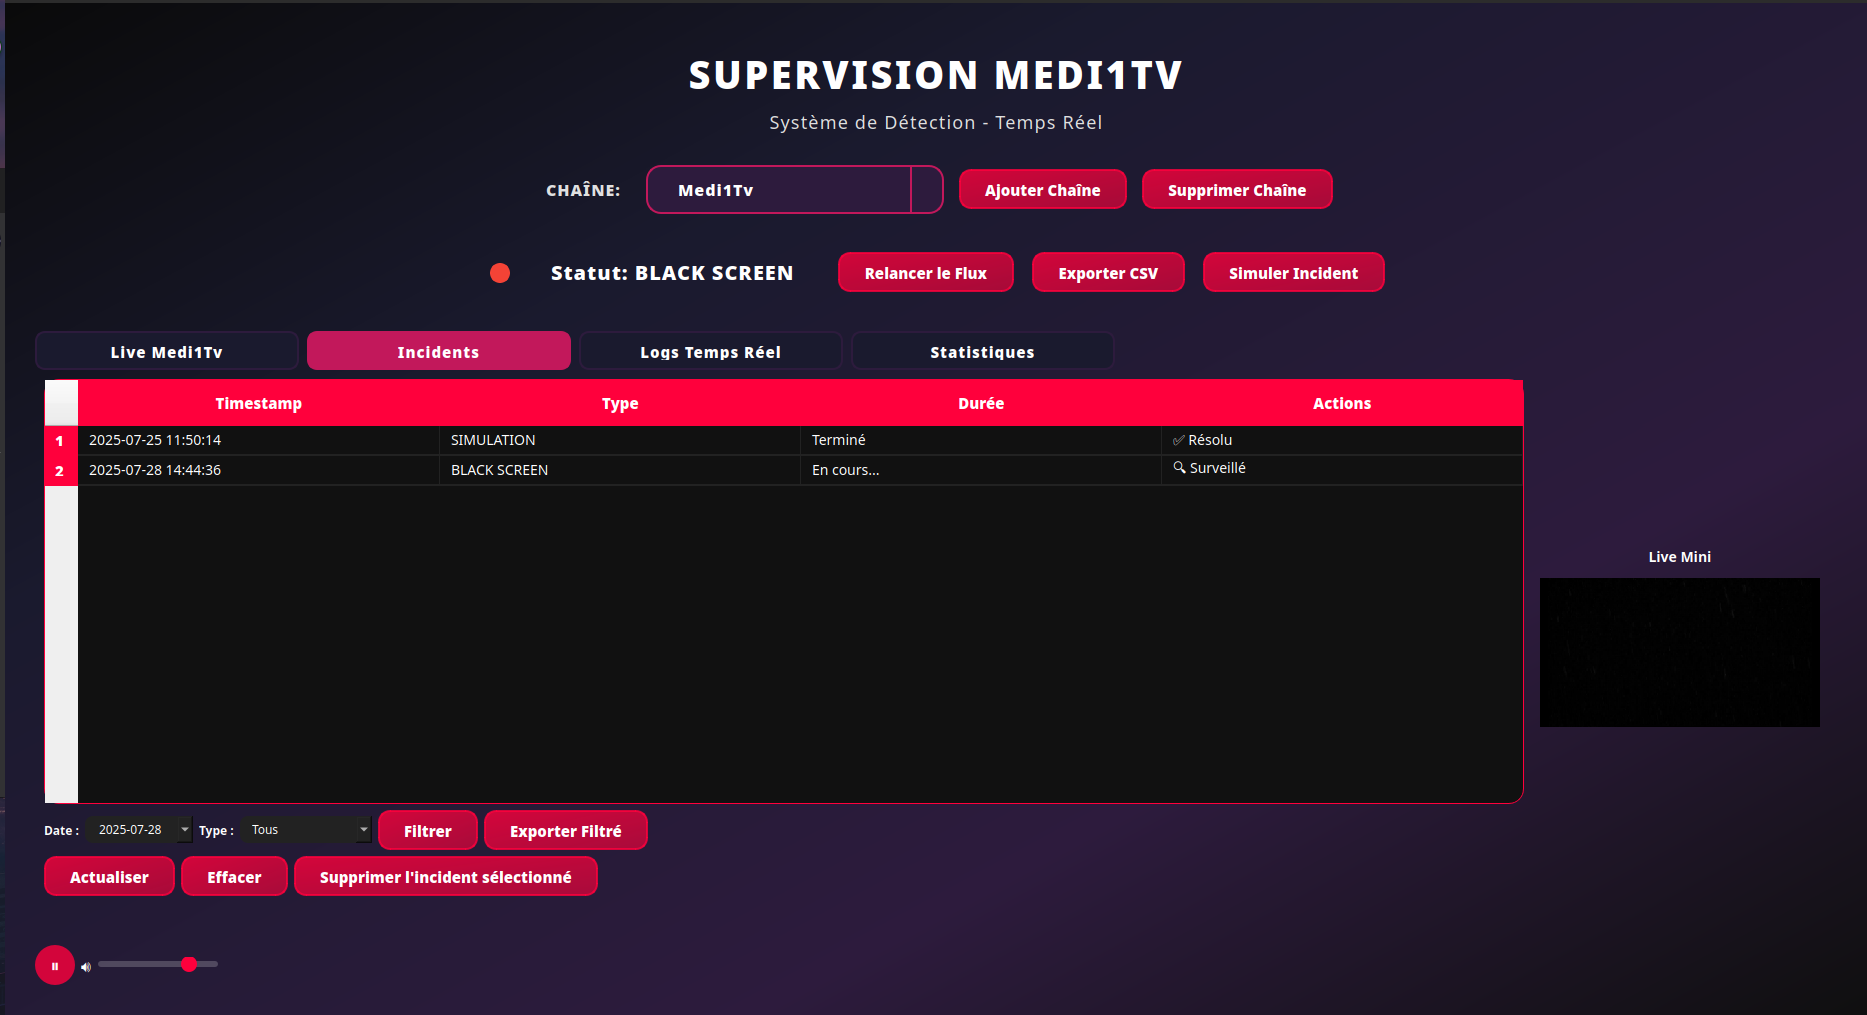 SUPERVISION MEDI1TV
Système de Détection - Temps Réel
CHAÎNE: Medi1Tv Ajouter Chaîne Supprimer Chaîne
Statut: BLACK SCREEN Relancer le Flux Exporter CSV Simuler Incident
Live Medi1Tv Incidents Logs Temps Réel Statistiques
Timestamp Type Durée Actions
1 2025-07-25 11:50:14 SIMULATION Terminé ✅ Résolu
2 2025-07-28 14:44:36 BLACK SCREEN En cours... 🔍 Surveillé
Live Mini
Date : 2025-07-28 Type : Tous Filtrer Exporter Filtré
Actualiser Effacer Supprimer l'incident sélectionné